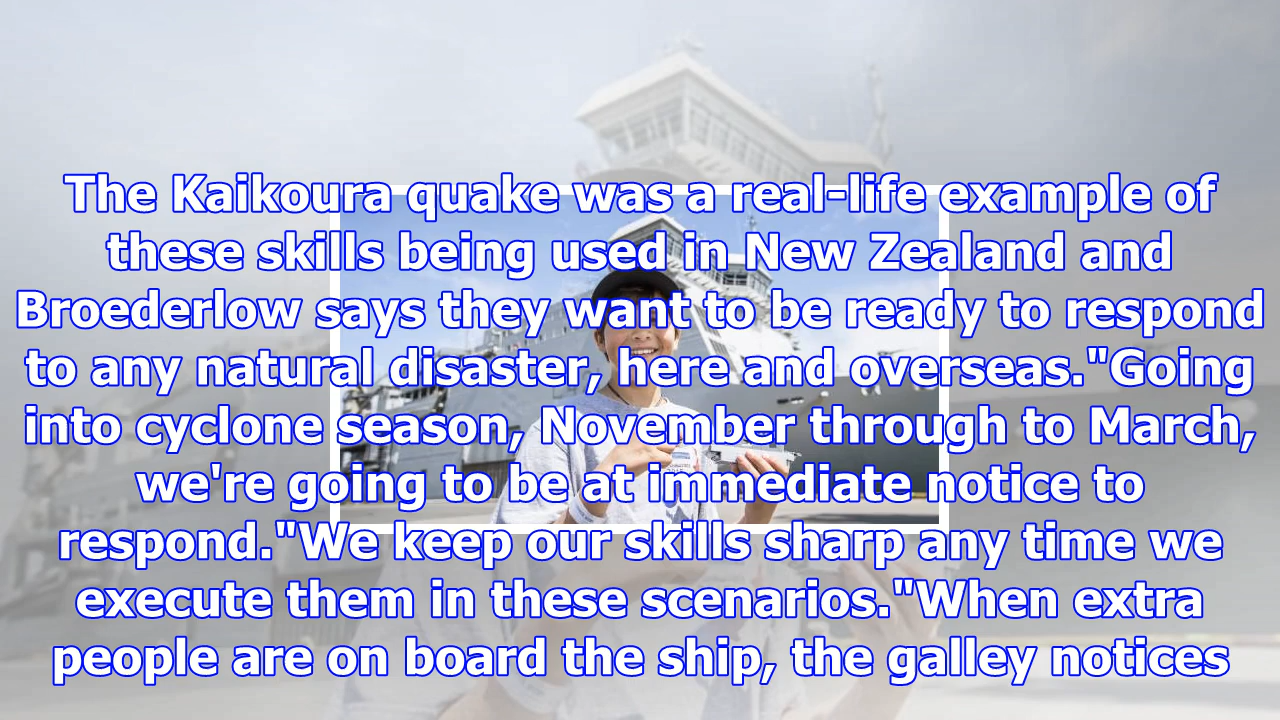 The Kaikoura quake was a real-life example of
these skills being used in New Zealand and
Broederlow says they want to be ready to respond
to any natural disaster, here and overseas."Going
into cyclone season, November through to March,
we're going to be at immediate notice to
respond."We keep our skills sharp any time we
execute them in these scenarios."When extra
people are on board the ship, the galley notices